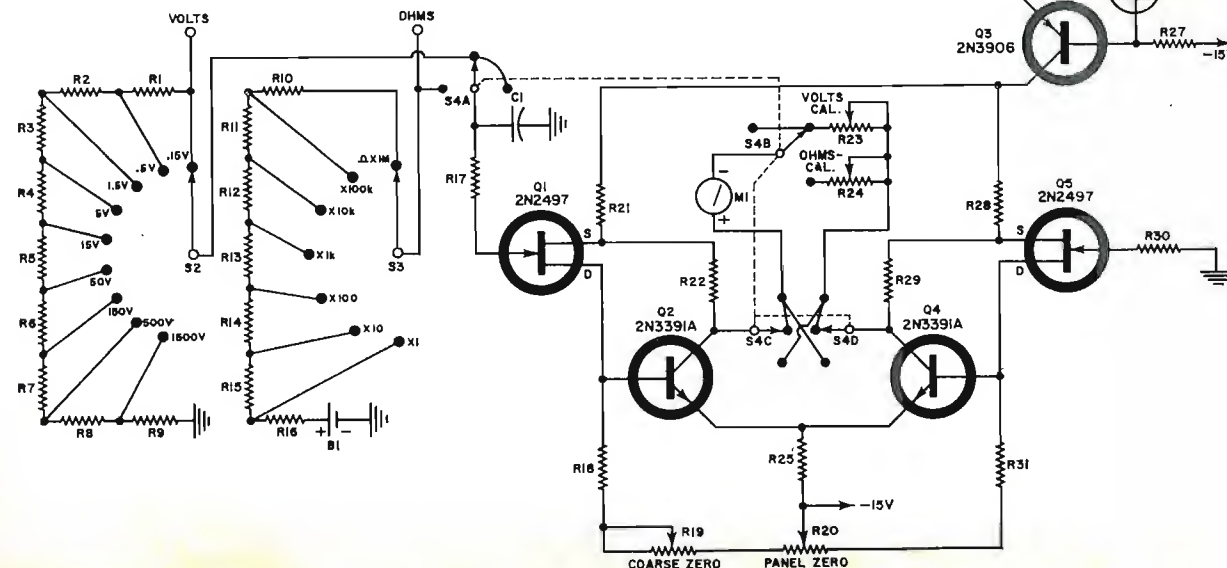 VOLTS
OHMS
Q3
2N3906
R27
-15
R2
R1
R10
S4A
C1
VOLTS
CAL.
R23
S4B
OHMS-
CAL.
R24
R3
.15V
.5V
1.5V
R11
ΩX1M
X100k
R17
Q1
2N2497
M1
-
+
R21
R28
Q5
2N2497
R4
5V
R12
X10k
15V
R5
S2
R13
X1k
S3
S
D
R22
R29
S
D
R30
50V
X100
R6
150V
R14
X10
Q2
2N3391A
S4C
S4D
Q4
2N3391A
500V
1500V
X1
R7
R15
R8
R9
R16
+
-
B1
R18
R25
R31
-15V
R19
R20
COARSE ZERO
PANEL ZERO